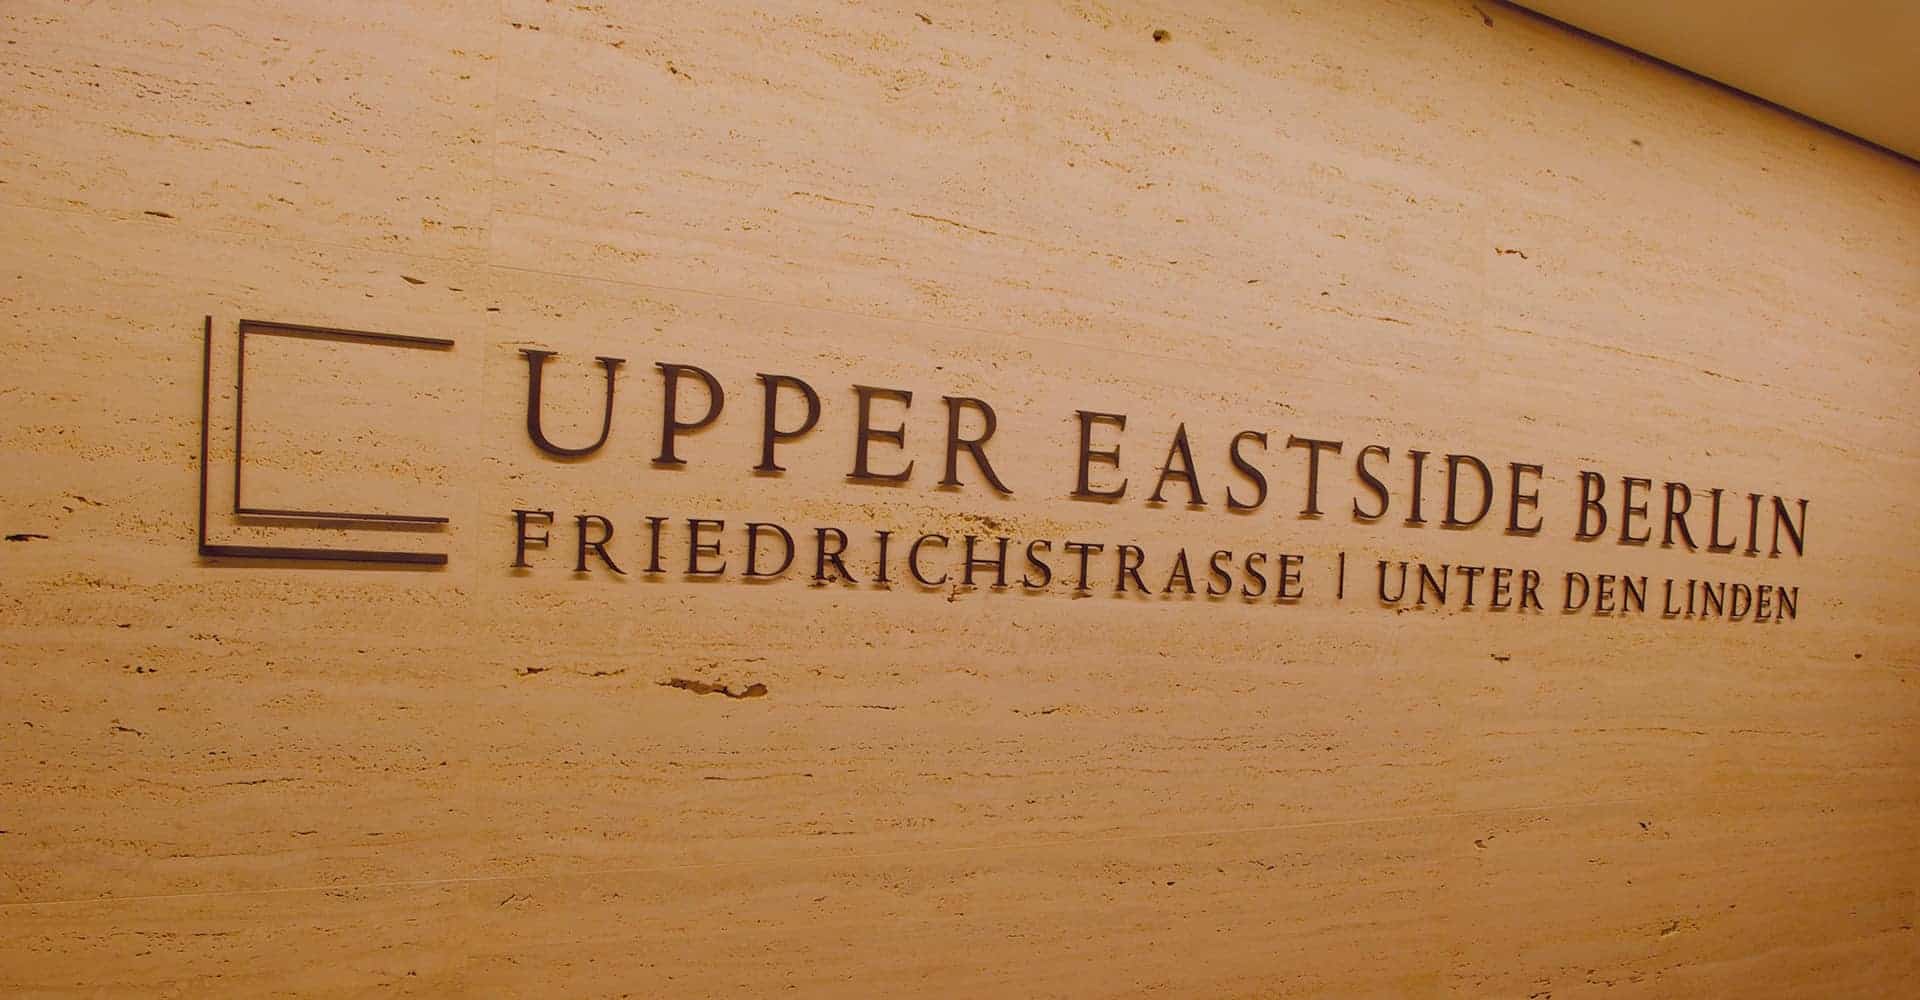 UPPER EASTSIDE BERLIN
FRIEDRICHSTRASSE | UNTER DEN LINDEN